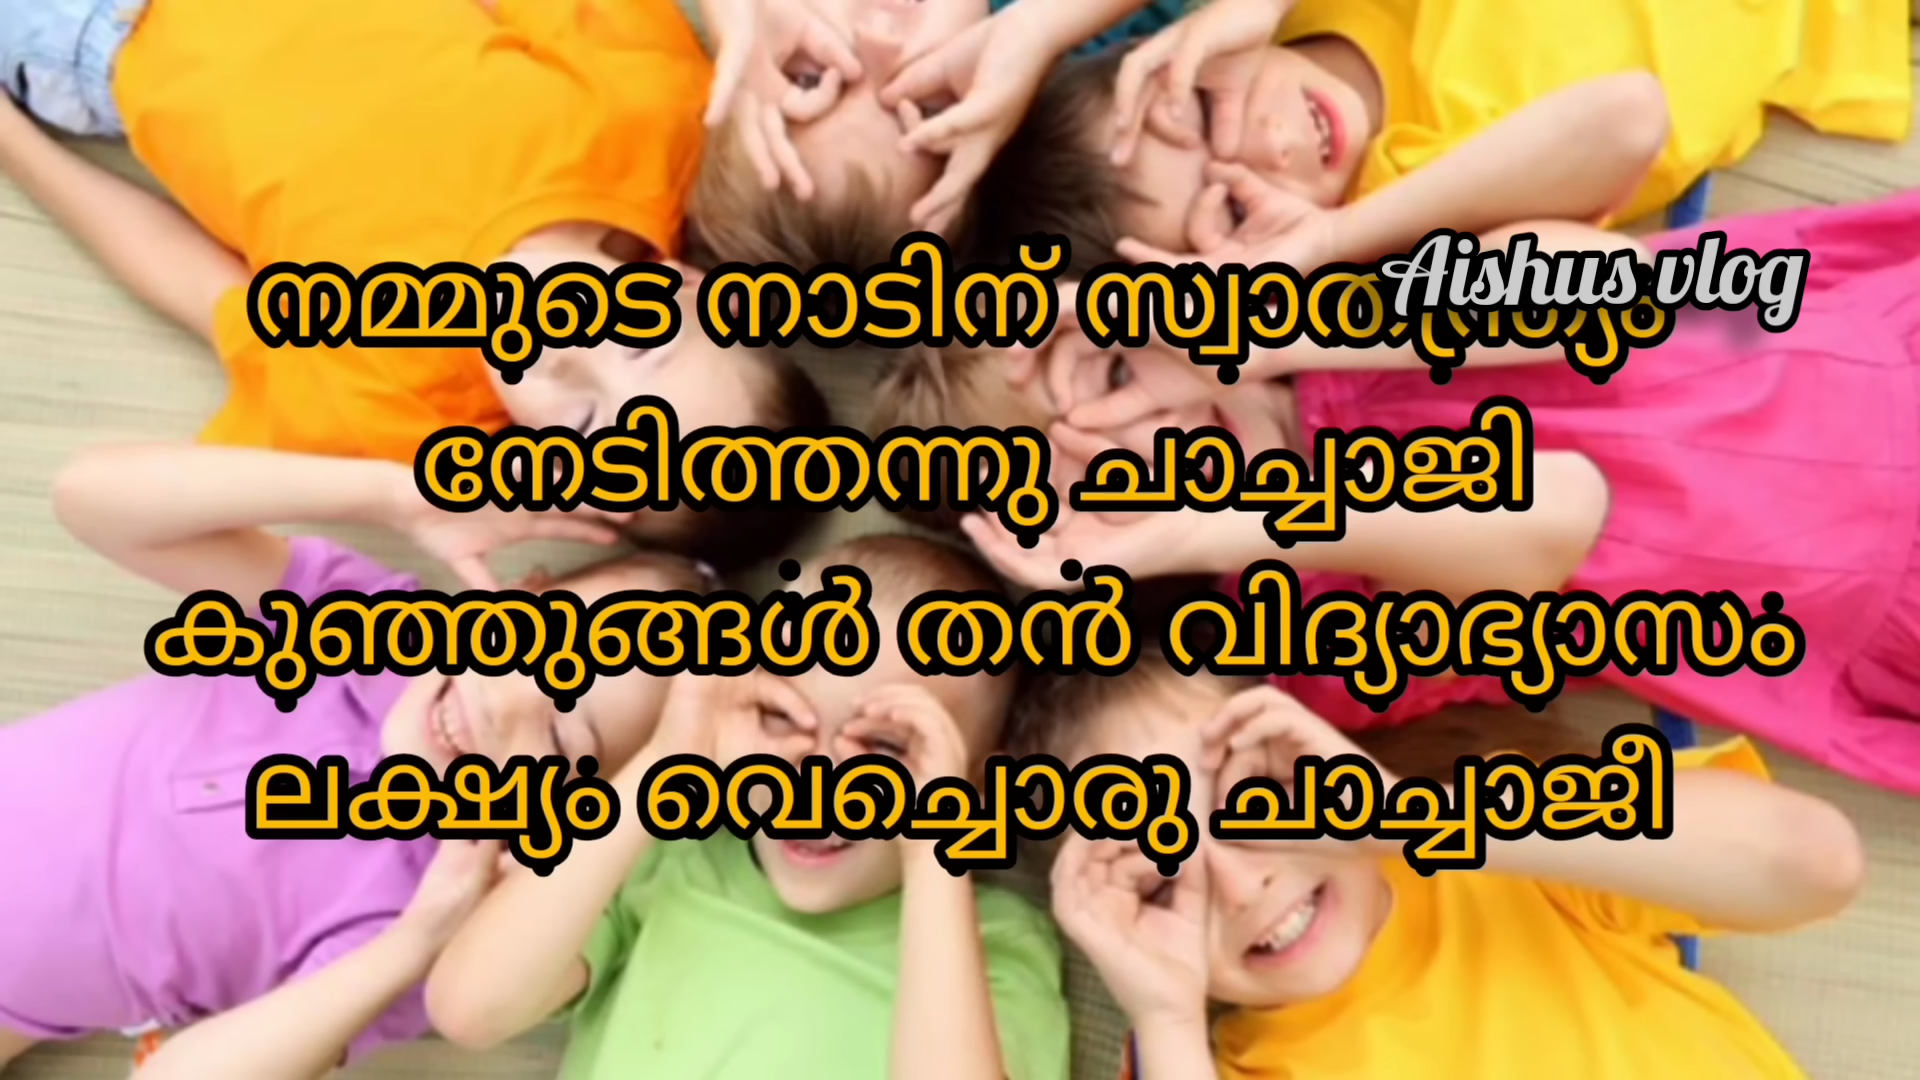 നമ്മുടെ നാടിന് സ്വാതന്ത്ര്യം
Aishus vlog
നേടിത്തന്നു ചാച്ചാജി
കുഞ്ഞുങ്ങൾ തൻ വിദ്യാഭ്യാസം
ലക്ഷ്യം വെച്ചൊരു ചാച്ചാജീ